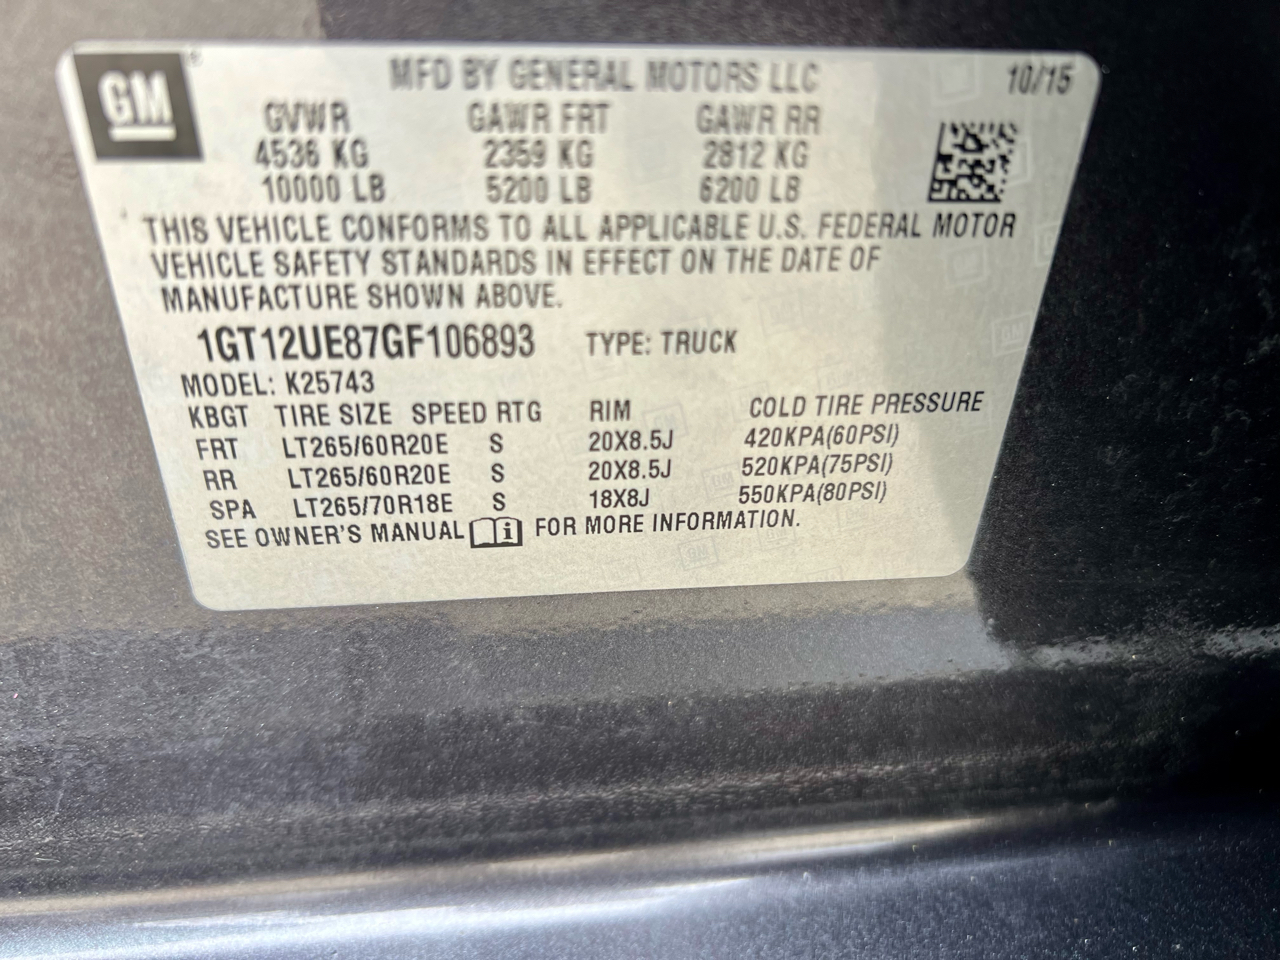 GM
MFD BY GENERAL MOTORS LLC 10/15
GVWR GAWR FRT GAWR RR
4536 KG 2359 KG 2812 KG
10000 LB 5200 LB 6200 LB
THIS VEHICLE CONFORMS TO ALL APPLICABLE U.S. FEDERAL MOTOR
VEHICLE SAFETY STANDARDS IN EFFECT ON THE DATE OF
MANUFACTURE SHOWN ABOVE.
1GT12UE87GF106893 TYPE: TRUCK
MODEL: K25743
KBGT TIRE SIZE SPEED RTG RIM COLD TIRE PRESSURE
FRT LT265/60R20E S 20X8.5J 420KPA(60PSI)
RR LT265/60R20E S 20X8.5J 520KPA(75PSI)
SPA LT265/70R18E S 18X8J 550KPA(80PSI)
SEE OWNER'S MANUAL i FOR MORE INFORMATION.